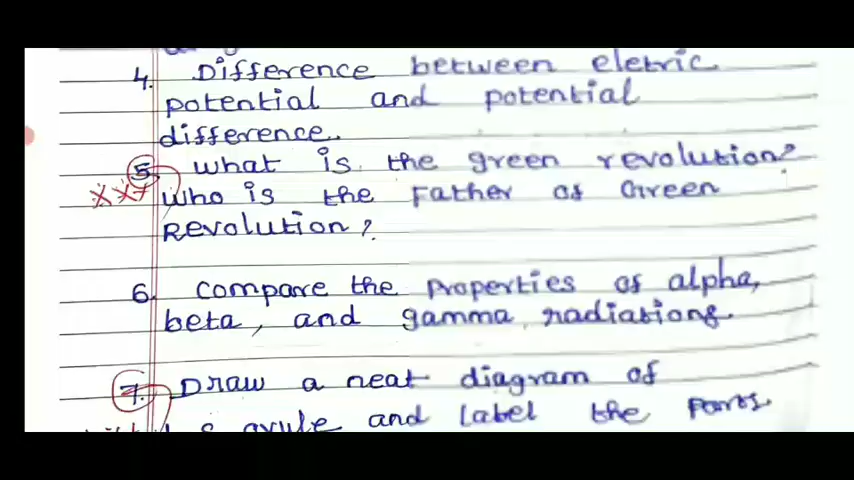 4. Difference between eletric
potential and potential
difference.
5 What is the green revolution?
xxx Who is the Father of Green
Revolution?
6. Compare the properties of alpha,
beta, and gamma radiations.
7. Draw a neat diagram of
ovule and label the parts.